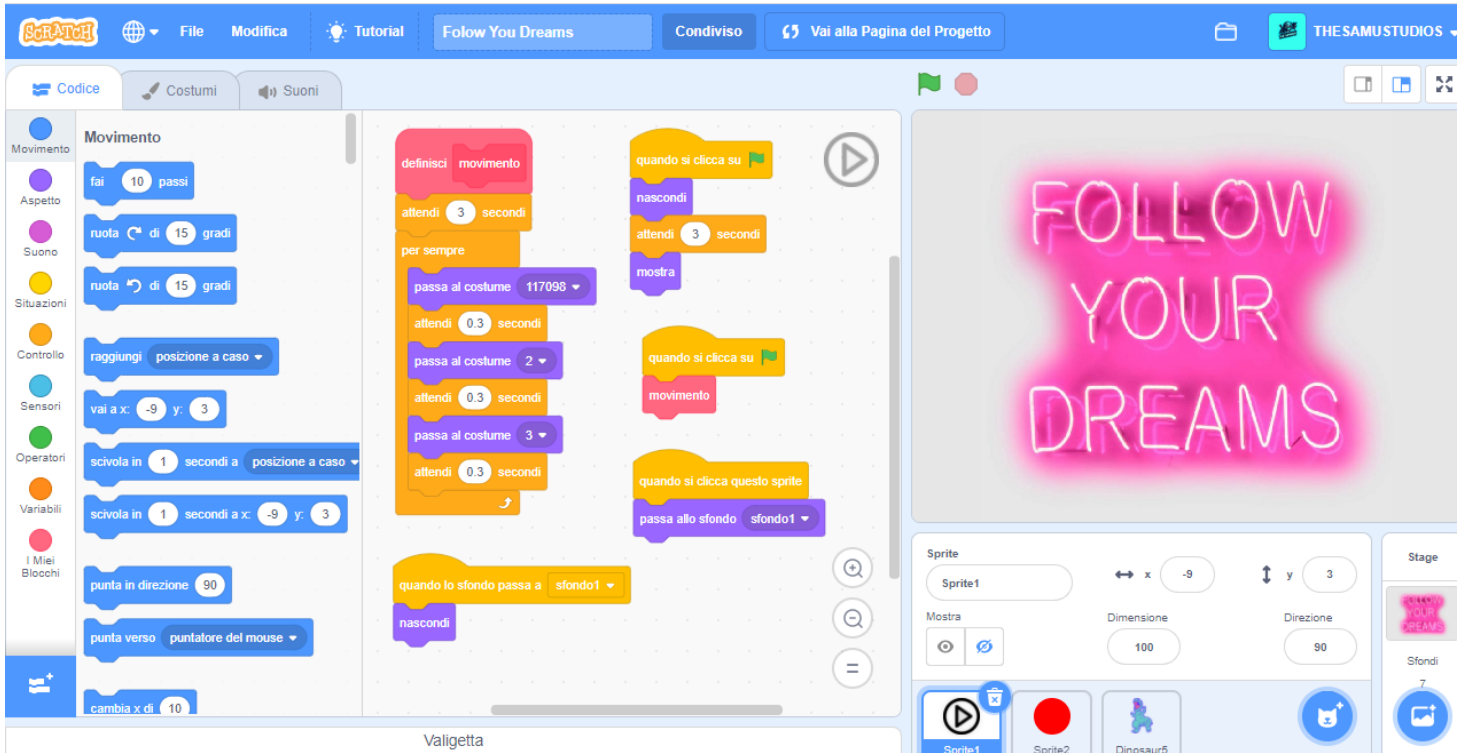 SCRATCH File Modifica Tutorial Folow You Dreams Condiviso Vai alla Pagina del Progetto THESAMUSTUDIOS
Codice Costumi Suoni
Movimento
Aspetto
Suono
Situazioni
Controllo
Sensori
Operatori
Variabili
I Miei
Blocchi
Movimento
fai 10 passi
ruota di 15 gradi
ruota di 15 gradi
raggiungi posizione a caso
vai a x: -9 y: 3
scivola in 1 secondi a posizione a caso
scivola in 1 secondi a x: -9 y: 3
punta in direzione 90
punta verso puntatore del mouse
cambia x di 10
definisci movimento
attendi 3 secondi
per sempre
passa al costume 117098
attendi 0.3 secondi
passa al costume 2
attendi 0.3 secondi
passa al costume 3
attendi 0.3 secondi
quando lo sfondo passa a sfondo1
nascondi
quando si clicca su
nascondi
attendi 3 secondi
mostra
quando si clicca su
movimento
quando si clicca questo sprite
passa allo sfondo sfondo1
Valigetta
FOLLOW
YOUR
DREAMS
Sprite
Sprite1 x -9 y 3
Mostra Dimensione Direzione
100 90
Sprite1 Sprite2 Dinosaur5
Stage
FOLLOW
YOUR
DREAMS
Sfondi
7